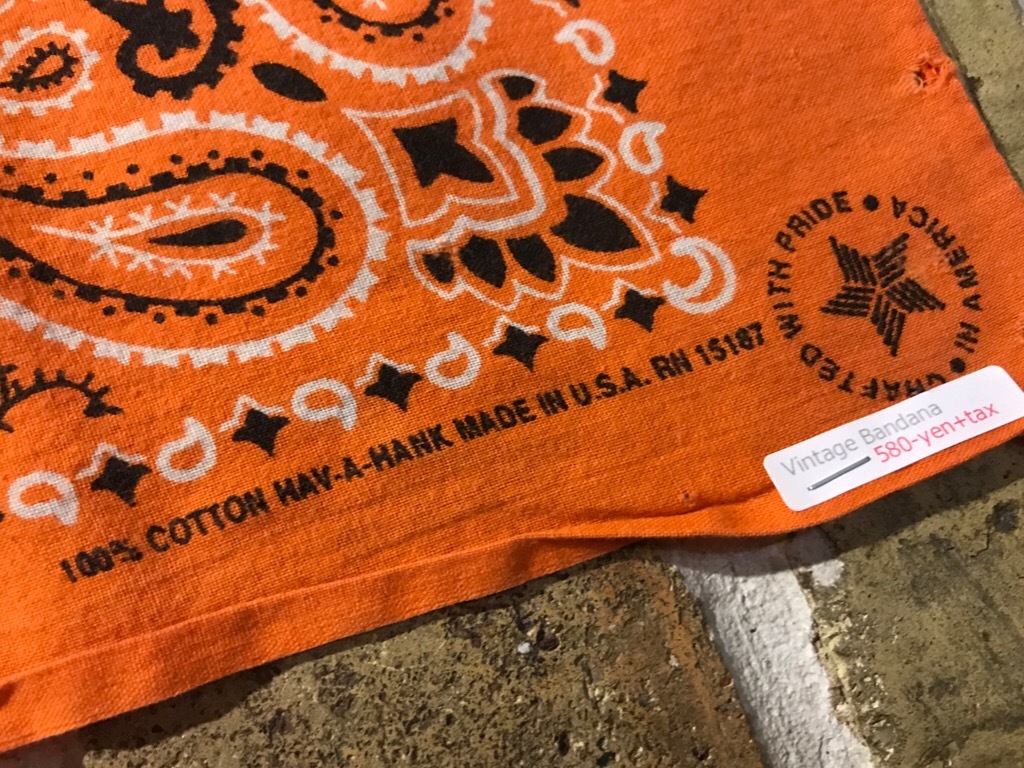 100% COTTON HAV-A-HANK MADE IN U.S.A. RN 15187
CRAFTED WITH PRIDE • IN AMERICA •
Vintage Bandana
580-yen+tax